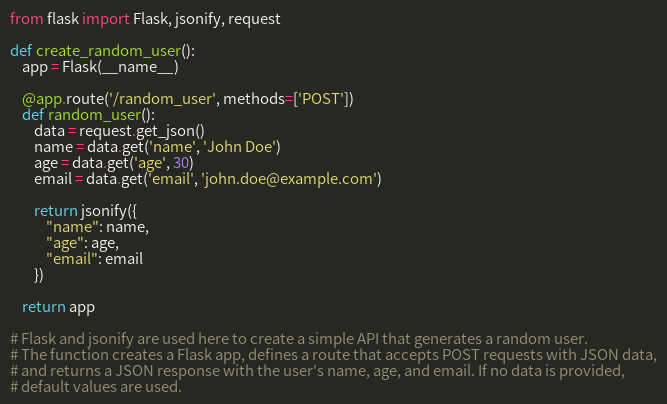 from flask import Flask, jsonify, request
def create_random_user():
app = Flask(__name__)
@app.route('/random_user', methods=['POST'])
def random_user():
data = request.get_json()
name = data.get('name', 'John Doe')
age = data.get('age', 30)
email = data.get('email', 'john.doe@example.com')
return jsonify({
"name": name,
"age": age,
"email": email
})
return app
# Flask and jsonify are used here to create a simple API that generates a random user.
# The function creates a Flask app, defines a route that accepts POST requests with JSON data,
# and returns a JSON response with the user's name, age, and email. If no data is provided,
# default values are used.